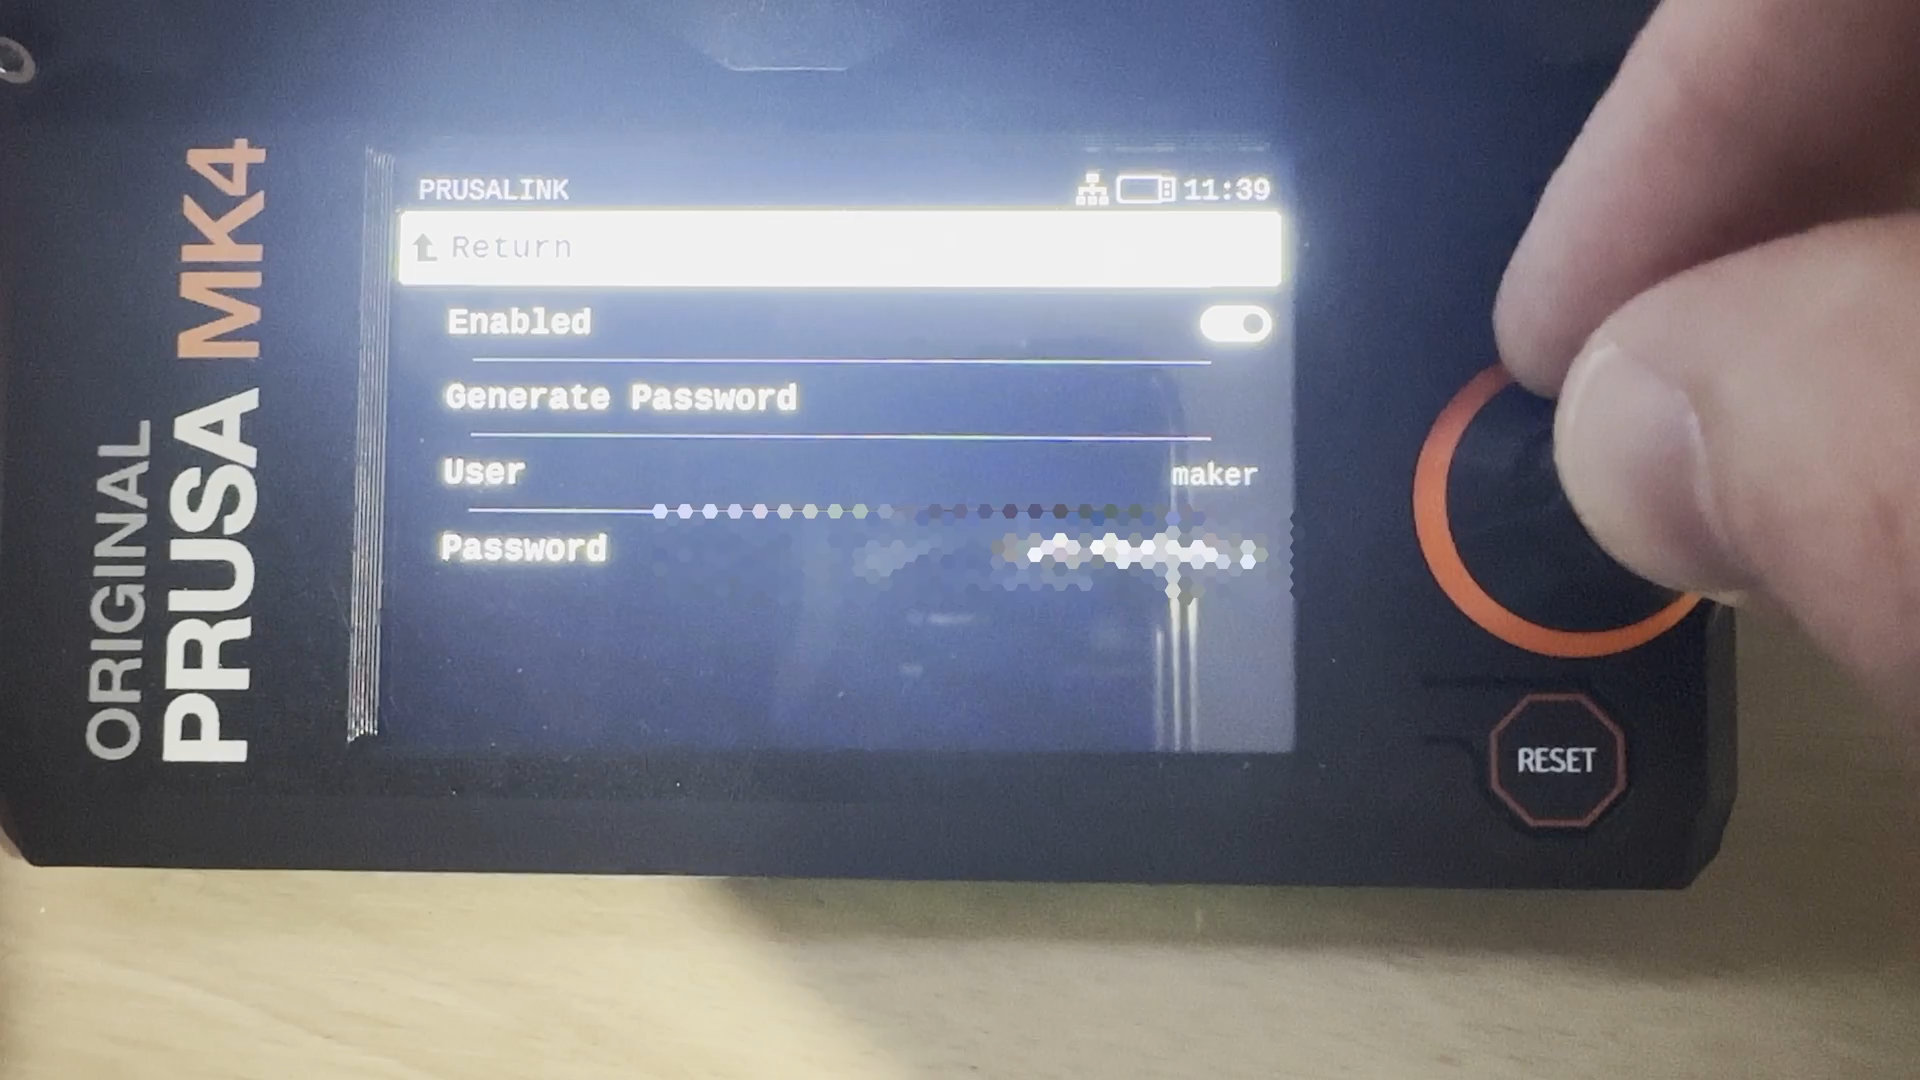 ORIGINAL
PRUSA MK4
PRUSALINK 11:39
Return
Enabled
Generate Password
User maker
Password
RESET